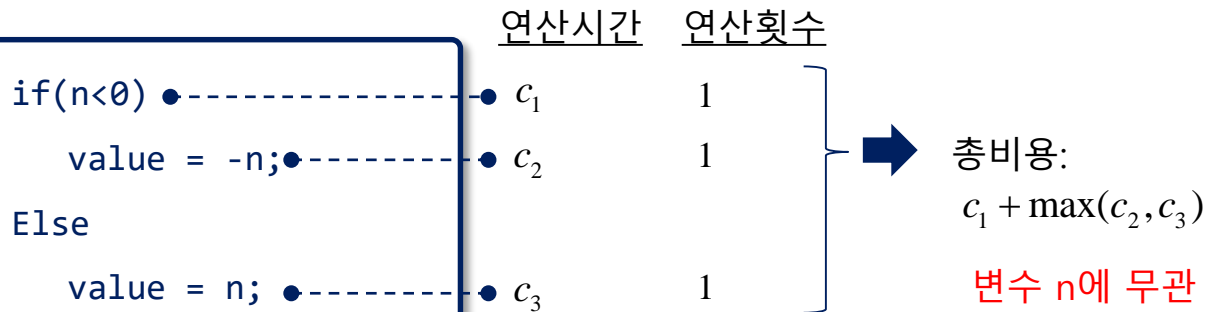 연산시간 연산횟수
if(n<0) c₁ 1
value = -n; c₂ 1
Else
value = n; c₃ 1
총비용:
c₁ + max(c₂, c₃)
변수 n에 무관